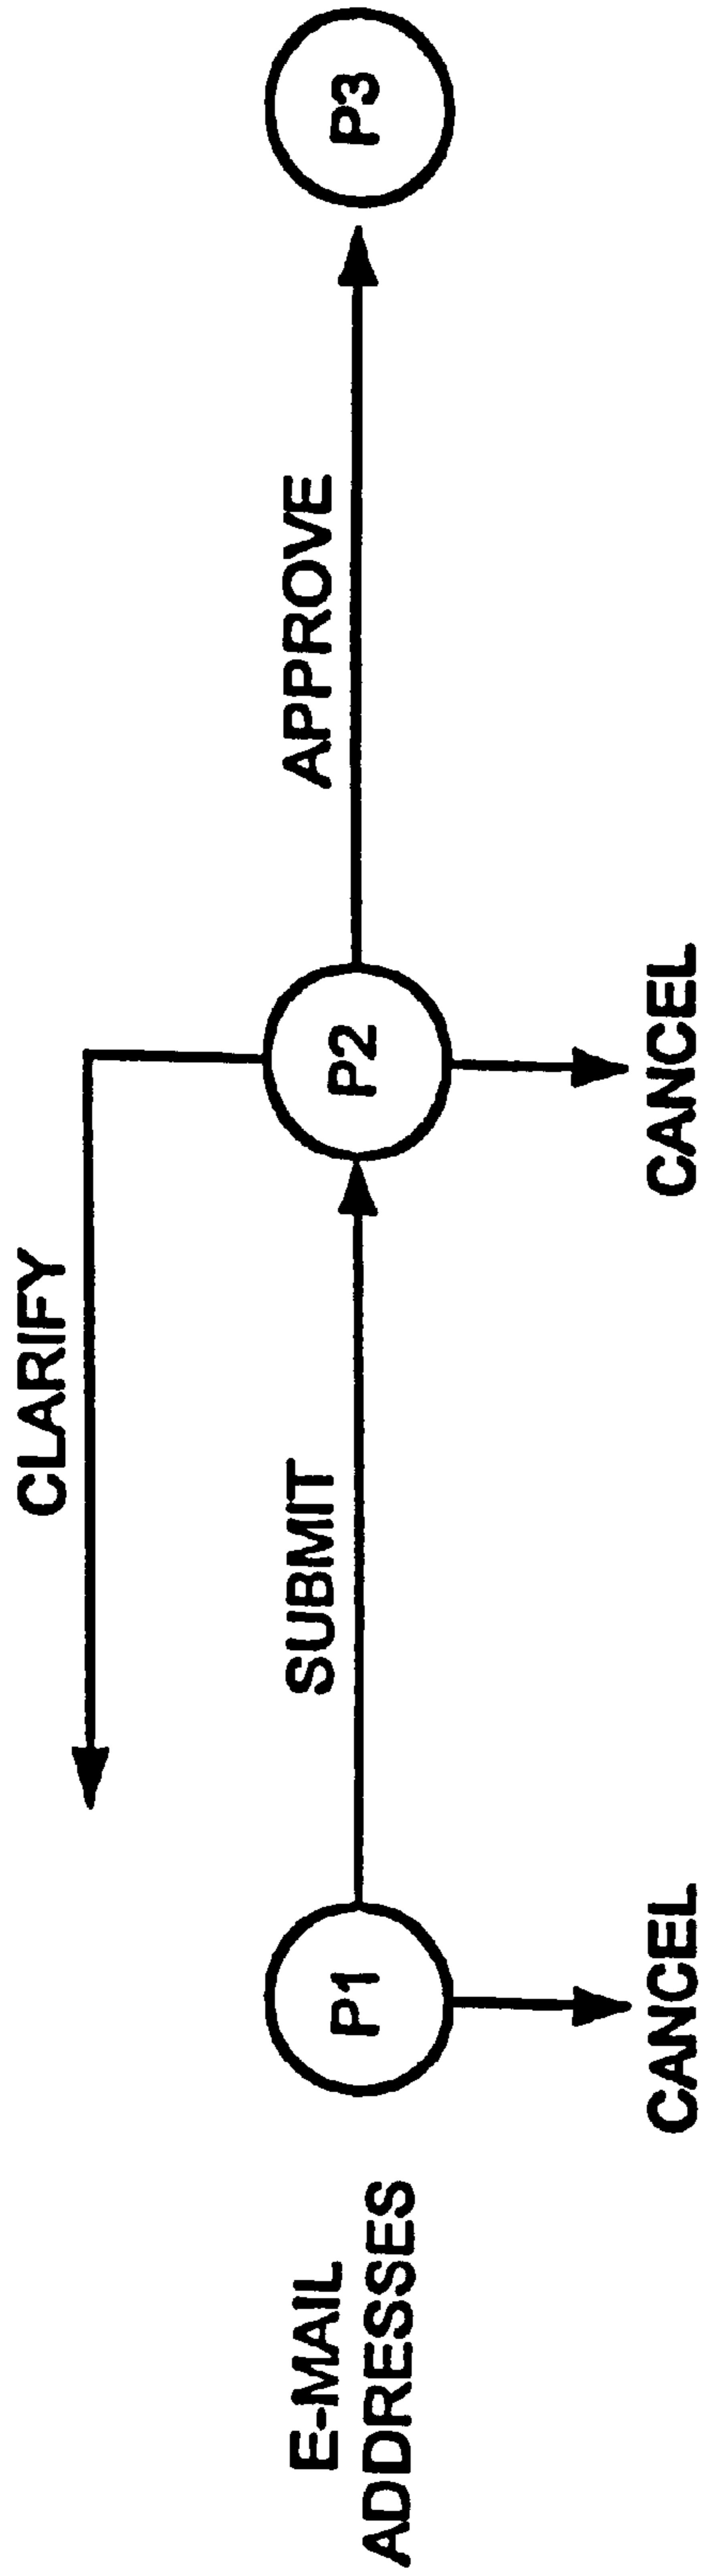 CLARIFY
E-MAIL
ADDRESSES
P1
SUBMIT
P2
APPROVE
P3
CANCEL
CANCEL